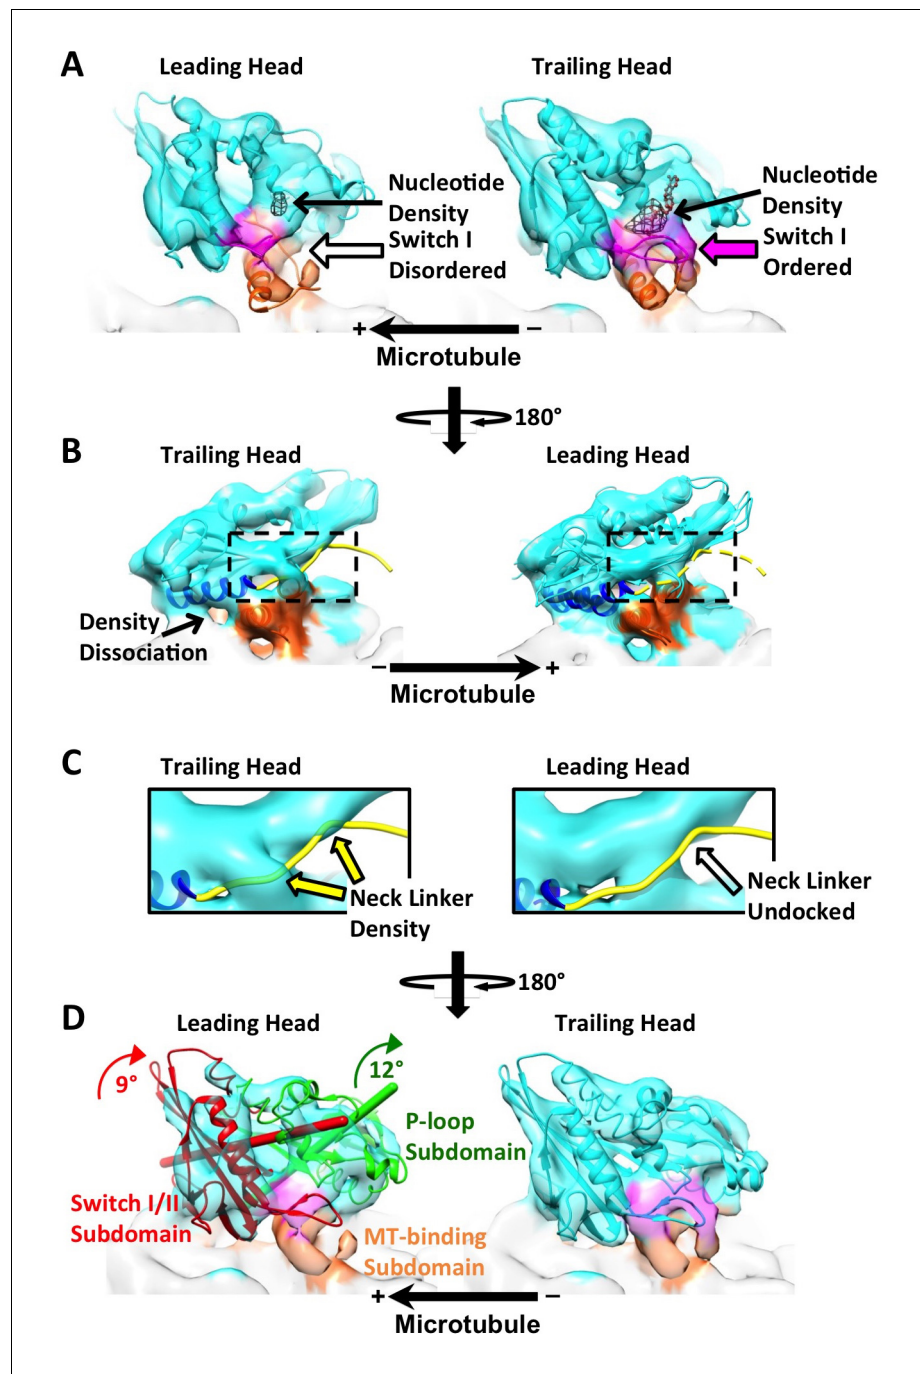 A
Leading Head
Trailing Head
Nucleotide
Density
Switch I
Disordered
Nucleotide
Density
Switch I
Ordered
+ –
Microtubule
180°
B
Trailing Head
Leading Head
Density
Dissociation
– +
Microtubule
C
Trailing Head
Leading Head
Neck Linker
Density
Neck Linker
Undocked
180°
D
Leading Head
Trailing Head
9°
12°
P-loop
Subdomain
Switch I/II
Subdomain
MT-binding
Subdomain
+ –
Microtubule